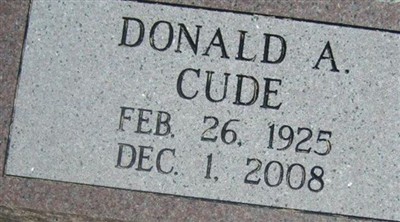 DONALD A.
CUDE
FEB. 26, 1925
DEC. 1, 2008